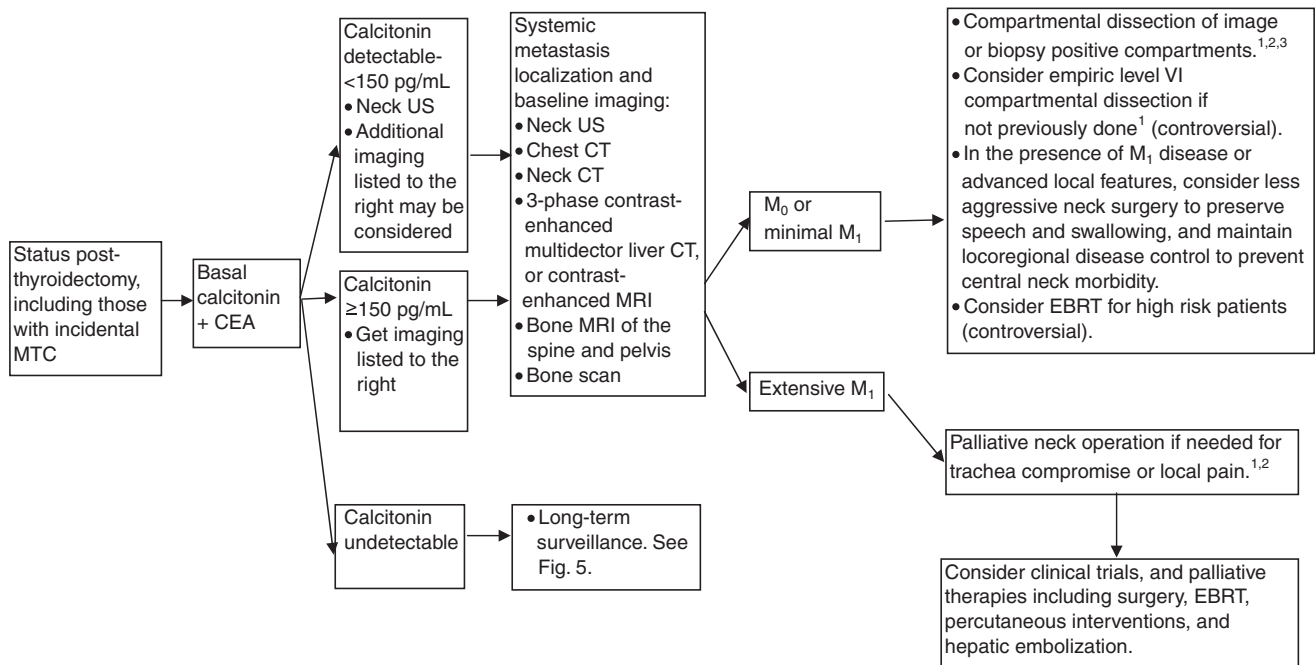 Status post-
thyroidectomy,
including those
with incidental
MTC
Basal
calcitonin
+ CEA
Calcitonin
detectable-
<150 pg/mL
• Neck US
• Additional
imaging
listed to the
right may be
considered
Calcitonin
≥150 pg/mL
• Get imaging
listed to the
right
Calcitonin
undetectable
Systemic
metastasis
localization and
baseline imaging:
• Neck US
• Chest CT
• Neck CT
• 3-phase contrast-
enhanced
multidector liver CT,
or contrast-
enhanced MRI
• Bone MRI of the
spine and pelvis
• Bone scan
• Long-term
surveillance. See
Fig. 5.
M0 or
minimal M1
Extensive M1
• Compartmental dissection of image
or biopsy positive compartments.1,2,3
• Consider empiric level VI
compartmental dissection if
not previously done1 (controversial).
• In the presence of M1 disease or
advanced local features, consider less
aggressive neck surgery to preserve
speech and swallowing, and maintain
locoregional disease control to prevent
central neck morbidity.
• Consider EBRT for high risk patients
(controversial).
Palliative neck operation if needed for
trachea compromise or local pain.1,2
Consider clinical trials, and palliative
therapies including surgery, EBRT,
percutaneous interventions, and
hepatic embolization.